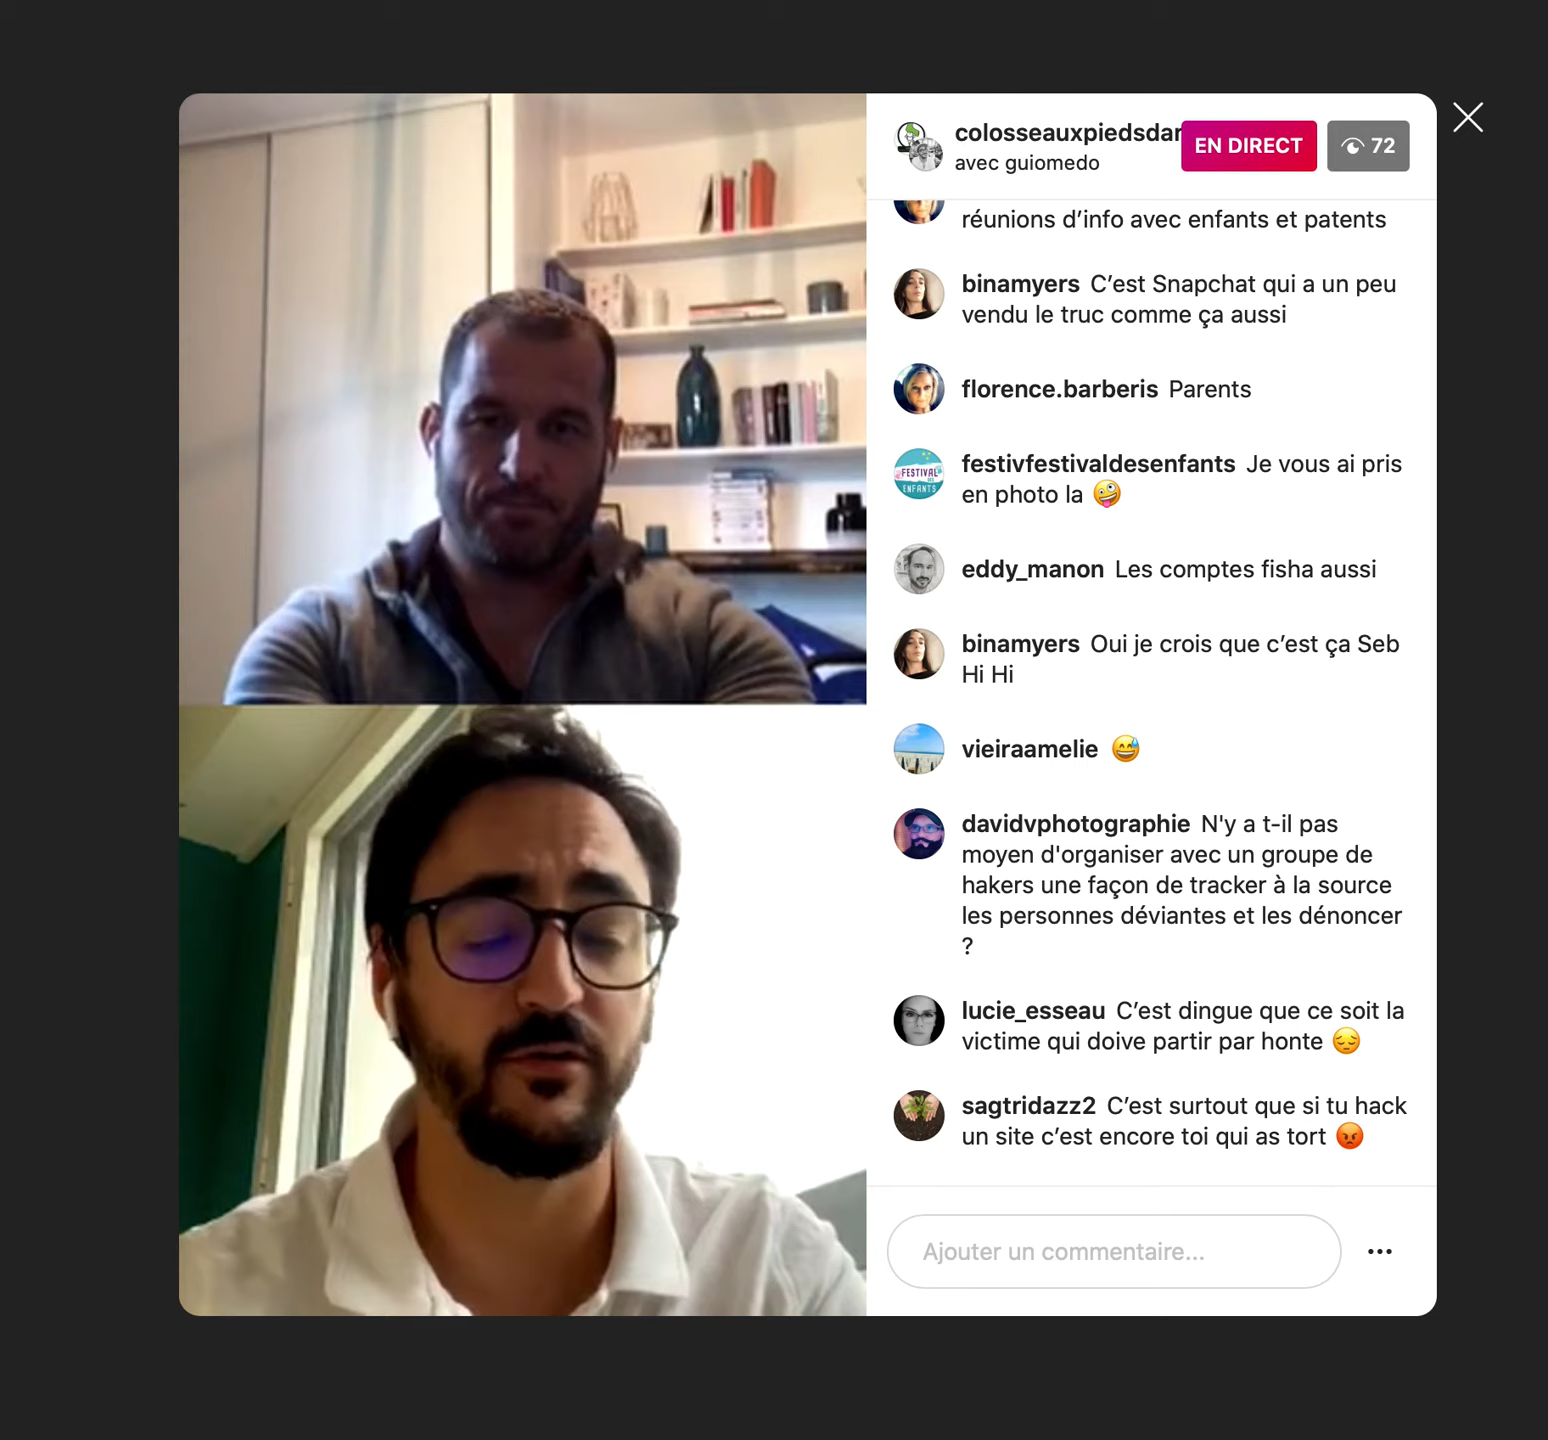 colosseauxpiedsdar
EN DIRECT
72
avec guiomedo
réunions d’info avec enfants et patents
binamyers C’est Snapchat qui a un peu
vendu le truc comme ça aussi
florence.barberis Parents
FESTIVAL
DES
ENFANTS
festivfestivaldesenfants Je vous ai pris
en photo la 🤪
eddy_manon Les comptes fisha aussi
binamyers Oui je crois que c’est ça Seb
Hi Hi
vieiraamelie 😅
davidvphotographie N'y a t-il pas
moyen d'organiser avec un groupe de
hakers une façon de tracker à la source
les personnes déviantes et les dénoncer
?
lucie_esseau C’est dingue que ce soit la
victime qui doive partir par honte 😔
sagtridazz2 C’est surtout que si tu hack
un site c’est encore toi qui as tort 😡
Ajouter un commentaire...